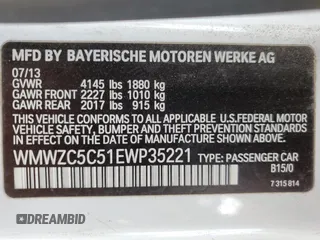 MFD BY BAYERISCHE MOTOREN WERKE AG
07/13
GVWR 4145 lbs 1880 kg
GAWR FRONT 2227 lbs 1010 kg
GAWR REAR 2017 lbs 915 kg
THIS VEHICLE CONFORMS TO ALL APPLICABLE
U.S. FEDERAL MOTOR VEHICLE SAFETY, BUMPER, AND
THEFT PREVENTION STANDARDS IN EFFECT ON THE
DATE OF MANUFACTURE SHOWN ABOVE.
WMWZC5C51EWP35221 TYPE: PASSENGER CAR
B15/0
7 315 814
DREAMBID